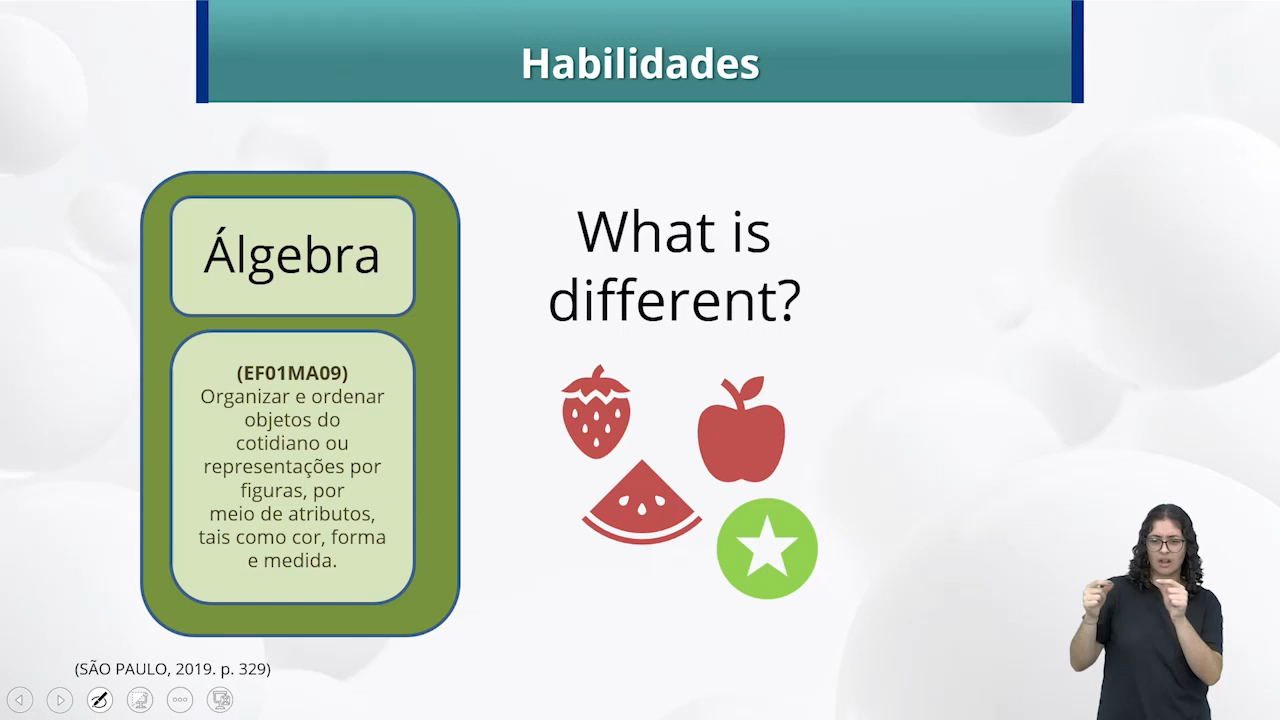 Habilidades
Álgebra
(EF01MA09)
Organizar e ordenar
objetos do
cotidiano ou
representações por
figuras, por
meio de atributos,
tais como cor, forma
e medida.
What is
different?
(SÃO PAULO, 2019. p. 329)